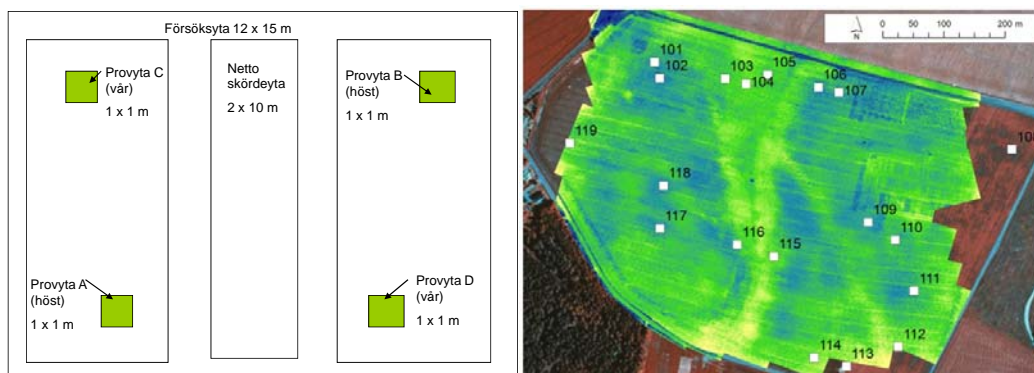 Försöksyta 12 x 15 m
Provyta C
(vår)
1 x 1 m
Netto
skördeyta
2 x 10 m
Provyta B
(höst)
1 x 1 m
Provyta A
(höst)
1 x 1 m
Provyta D
(vår)
1 x 1 m
N
0 50 100 200 m
101
102
103
104
105
106
107
119
118
117
116
115
109
110
111
112
114
113